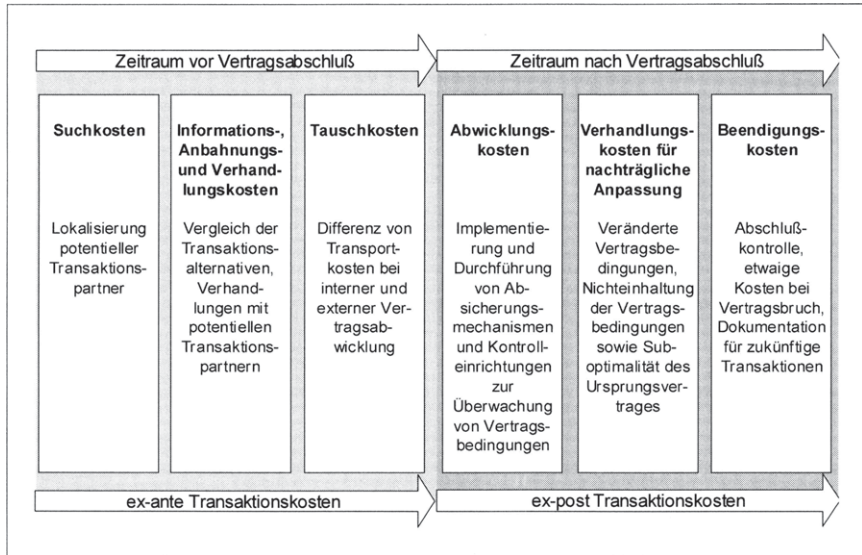 Zeitraum vor Vertragsabschluß
Zeitraum nach Vertragsabschluß
Suchkosten
Lokalisierung
potentieller
Transaktions-
partner
Informations-,
Anbahnungs-
und Verhand-
lungskosten
Vergleich der
Transaktions-
alternativen,
Verhand-
lungen mit
potentiellen
Transaktions-
partnern
Tauschkosten
Differenz von
Transport-
kosten bei
interner und
externer Ver-
tragsab-
wicklung
Abwicklungs-
kosten
Implementie-
rung und
Durchführung
von Ab-
sicherungs-
mechanismen
und Kontroll-
einrichtungen
zur
Überwachung
von Vertrags-
bedingungen
Verhandlungs-
kosten für
nachträgliche
Anpassung
Veränderte
Vertragsbe-
dingungen,
Nichteinhaltung
der Vertrags-
bedingungen
sowie Sub-
optimalität des
Ursprungsver-
trages
Beendigungs-
kosten
Abschluß-
kontrolle,
etwaige
Kosten bei
Vertragsbruch,
Dokumentation
für zukünftige
Transaktionen
ex-ante Transaktionskosten
ex-post Transaktionskosten